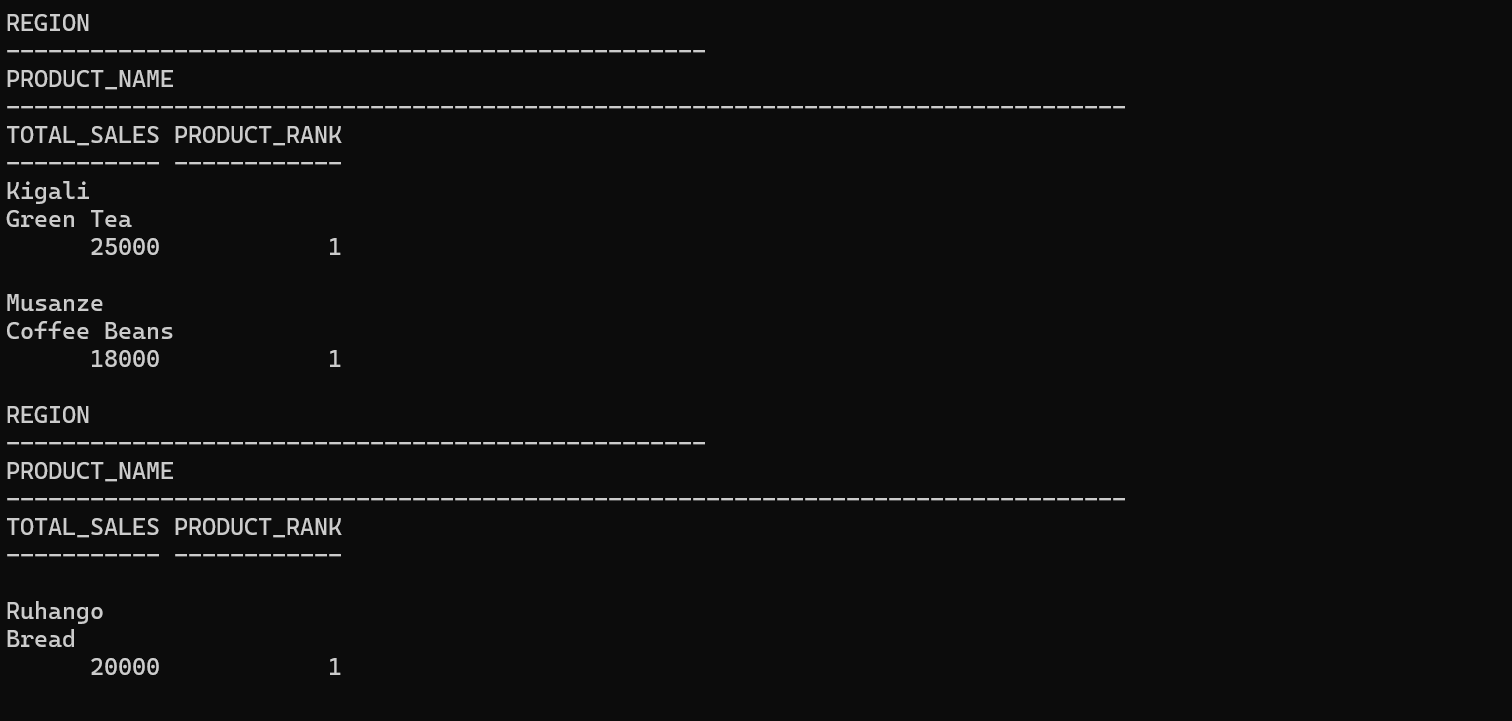 REGION
--------------------------------------------------
PRODUCT_NAME
--------------------------------------------------------------------------------
TOTAL_SALES PRODUCT_RANK
----------- ------------
Kigali
Green Tea
      25000            1

Musanze
Coffee Beans
      18000            1

REGION
--------------------------------------------------
PRODUCT_NAME
--------------------------------------------------------------------------------
TOTAL_SALES PRODUCT_RANK
----------- ------------

Ruhango
Bread
      20000            1